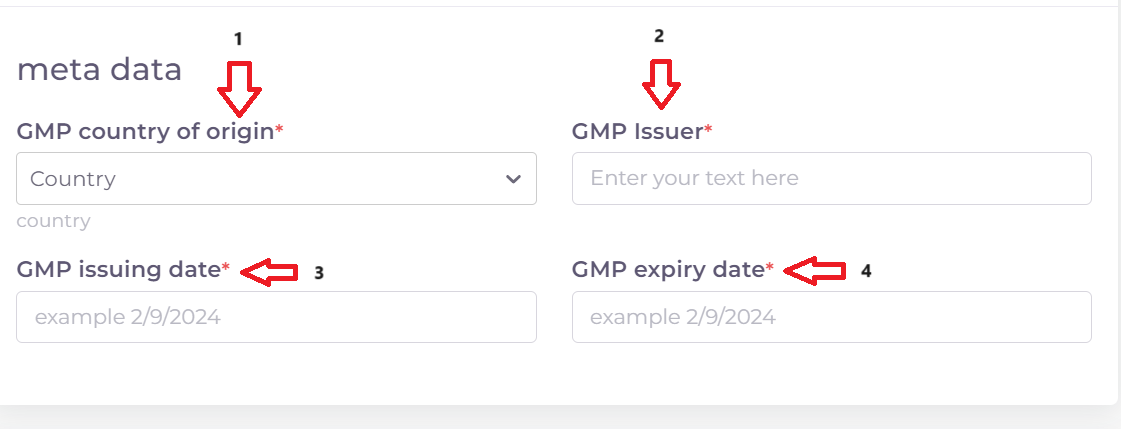 1
2
meta data
GMP country of origin*
GMP Issuer*
Country
Enter your text here
country
GMP issuing date* 3
GMP expiry date* 4
example 2/9/2024
example 2/9/2024